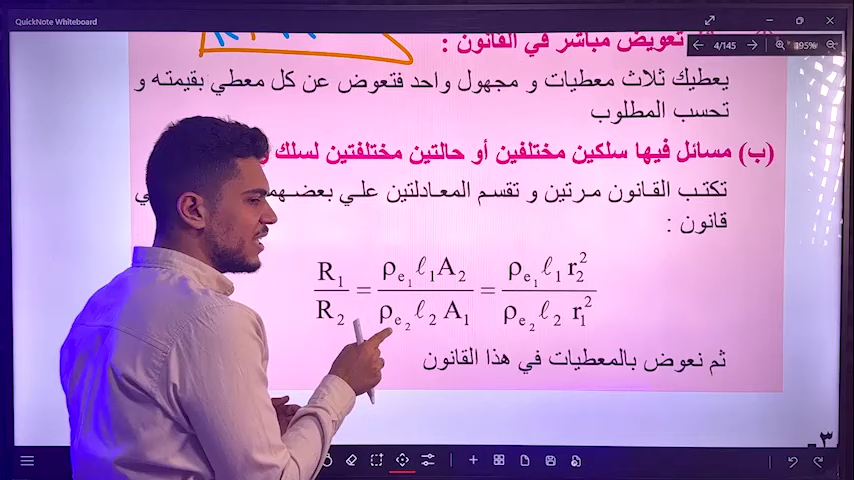 QuickNote Whiteboard
4/145
195%
تعويض مباشر في القانون :
يعطيك ثلاث معطيات و مجهول واحد فتعوض عن كل معطي بقيمته و
تحسب المطلوب
(ب) مسائل فيها سلكين مختلفين أو حالتين مختلفتين لسلك
تكتب القانون مرتين و تقسم المعادلتين علي بعضهم
قانون :
R₁/R₂ = ρₑ₁ ℓ₁ A₂ / ρₑ₂ ℓ₂ A₁ = ρₑ₁ ℓ₁ r₂² / ρₑ₂ ℓ₂ r₁²
ثم نعوض بالمعطيات في هذا القانون
٣